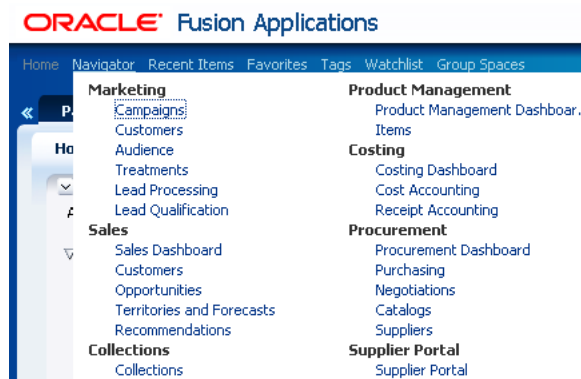 ORACLE Fusion Applications
Home Navigator Recent Items Favorites Tags Watchlist Group Spaces
Marketing
Campaigns
Customers
Audience
Treatments
Lead Processing
Lead Qualification
Sales
Sales Dashboard
Customers
Opportunities
Territories and Forecasts
Recommendations
Collections
Collections
Product Management
Product Management Dashboar.
Items
Costing
Costing Dashboard
Cost Accounting
Receipt Accounting
Procurement
Procurement Dashboard
Purchasing
Negotiations
Catalogs
Suppliers
Supplier Portal
Supplier Portal